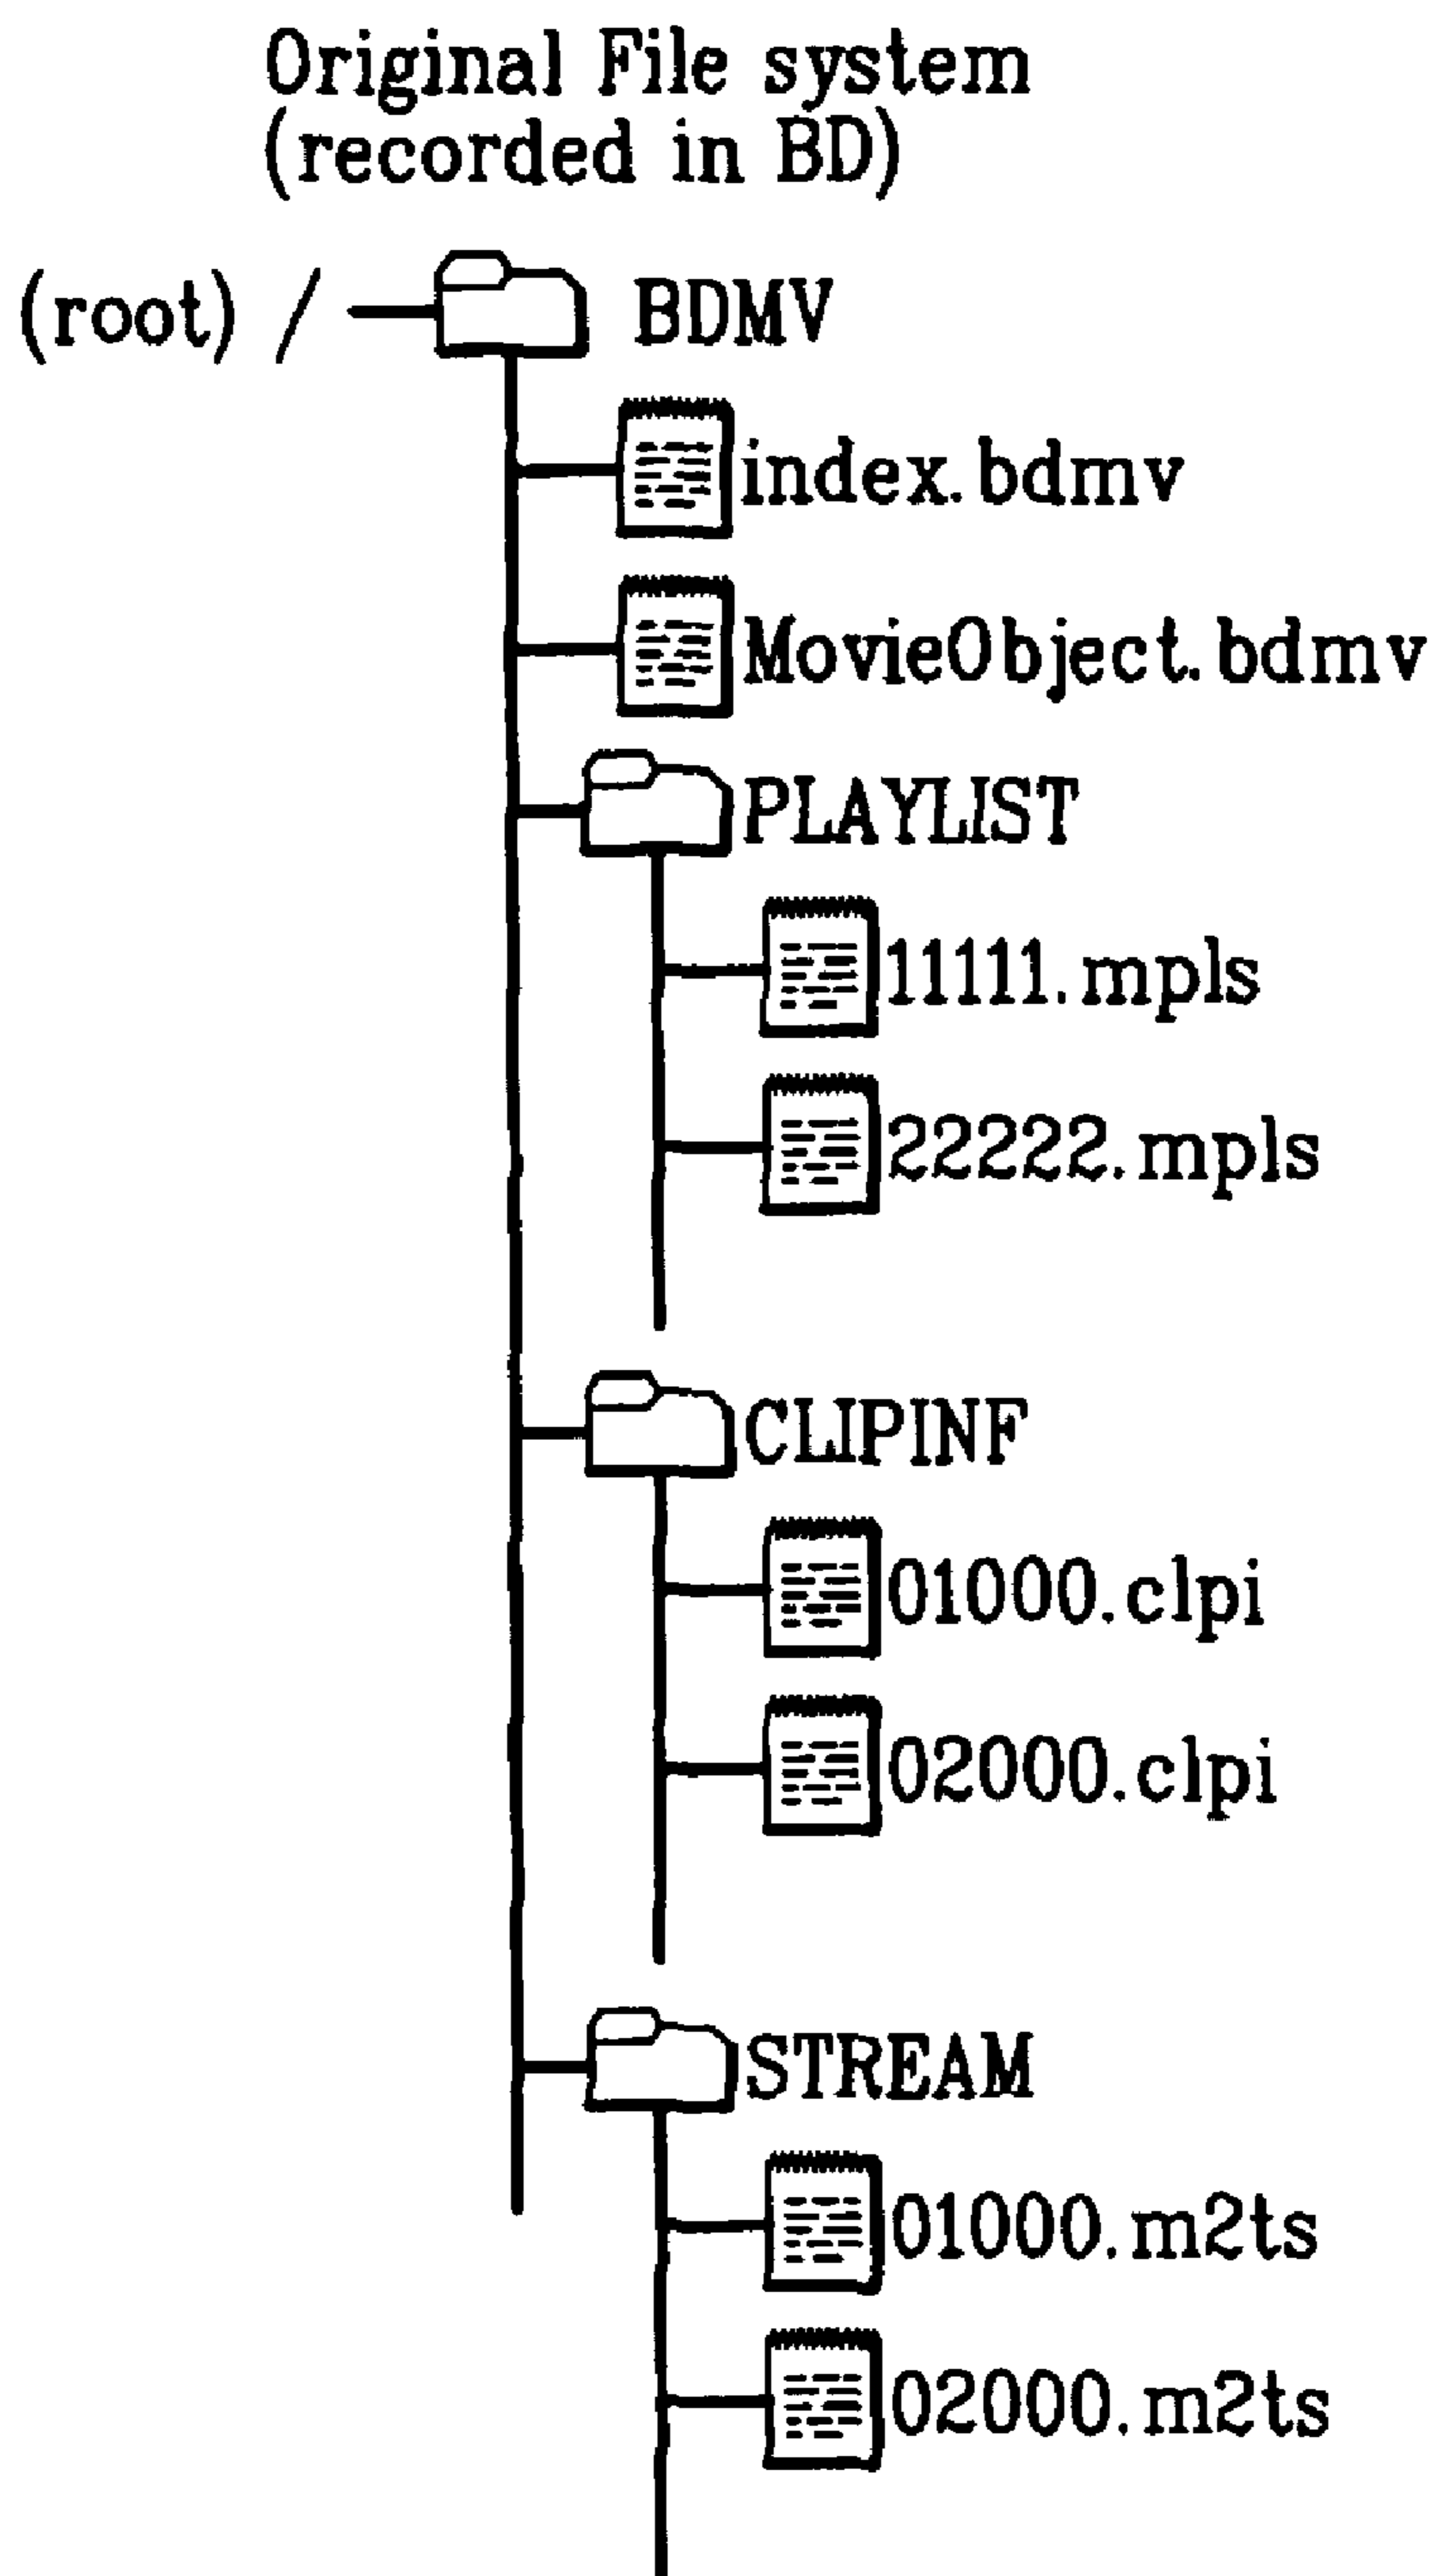 Original File system
(recorded in BD)
(root) / BDMV
index.bdmv
MovieObject.bdmv
PLAYLIST
11111.mpls
22222.mpls
CLIPINF
01000.clpi
02000.clpi
STREAM
01000.m2ts
02000.m2ts